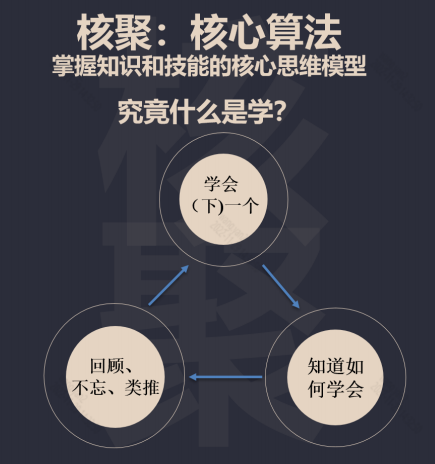 核聚：核心算法
掌握知识和技能的核心思维模型
究竟什么是学？
学会
（下)一个
回顾、
不忘、类推
知道如
何学会
核
聚